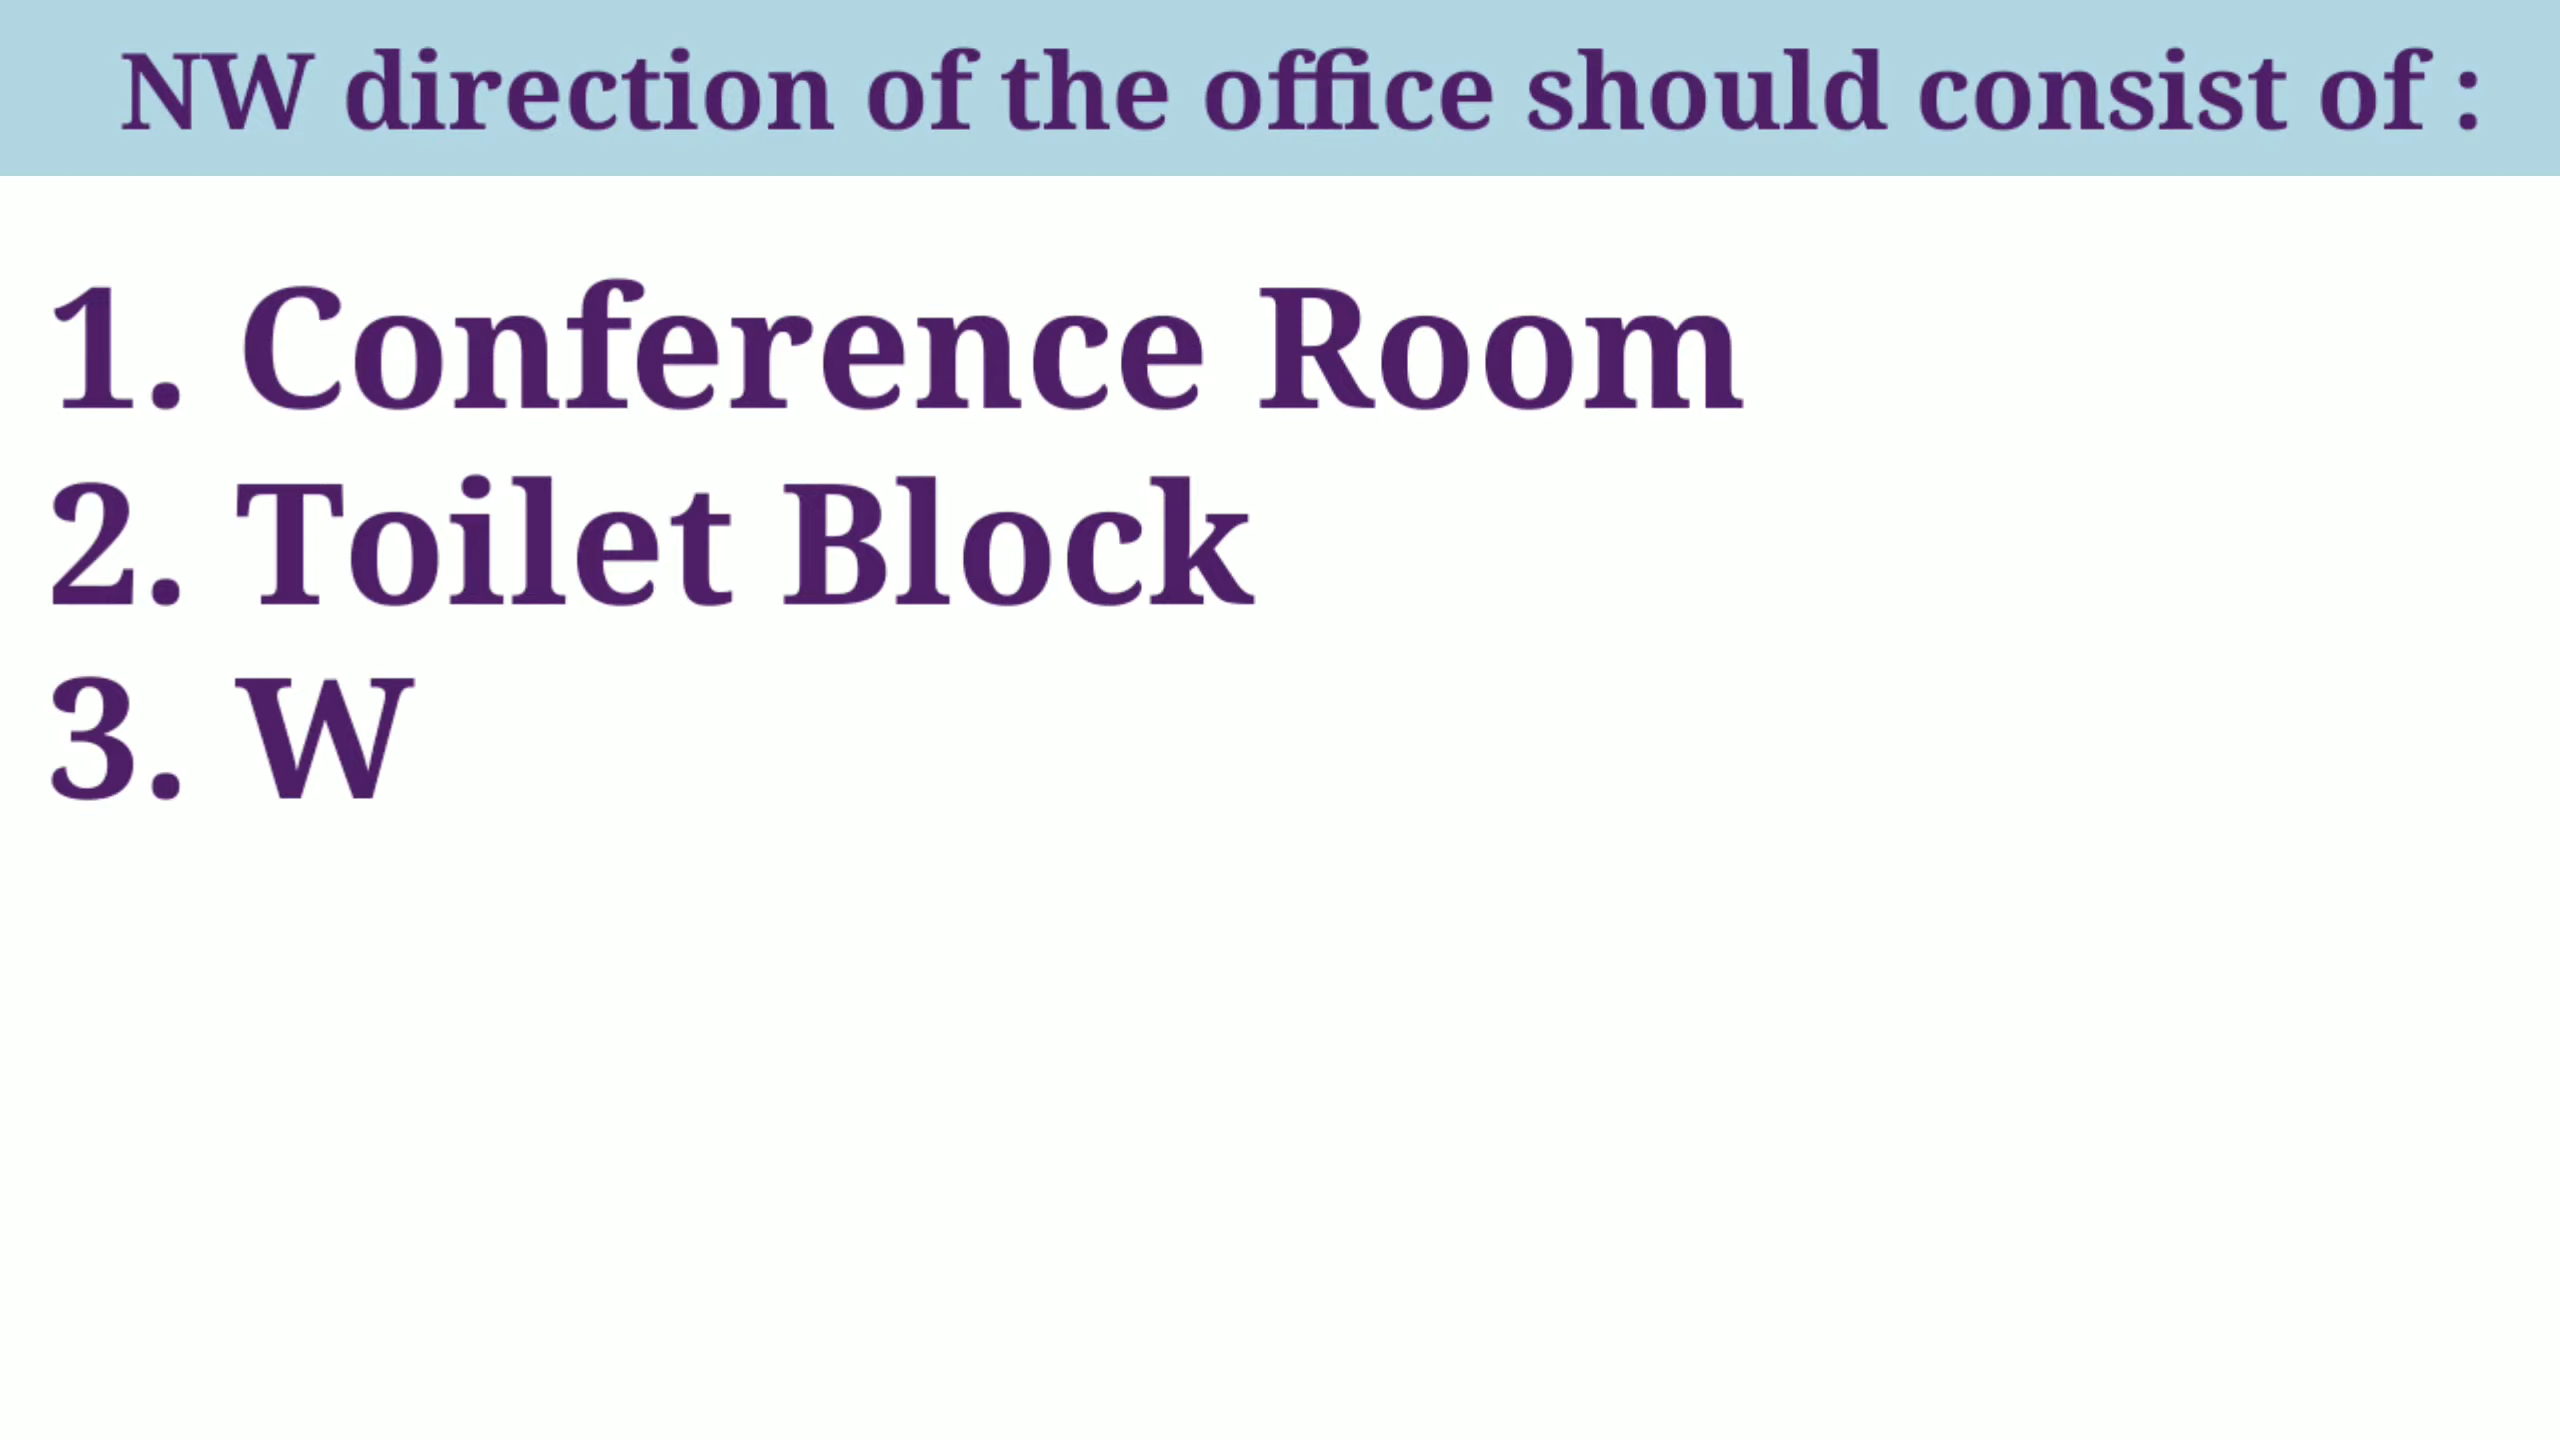 NW direction of the office should consist of :
1. Conference Room
2. Toilet Block
3. W